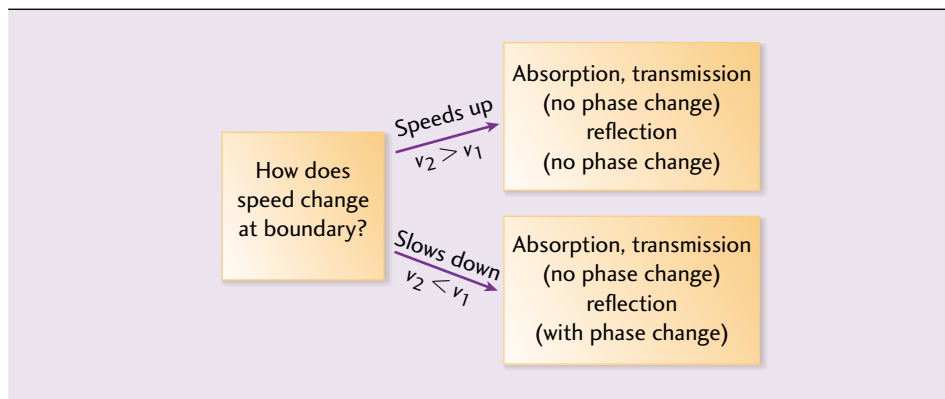 How does
speed change
at boundary?
Speeds up
v2 > v1
Absorption, transmission
(no phase change)
reflection
(no phase change)
Slows down
v2 < v1
Absorption, transmission
(no phase change)
reflection
(with phase change)